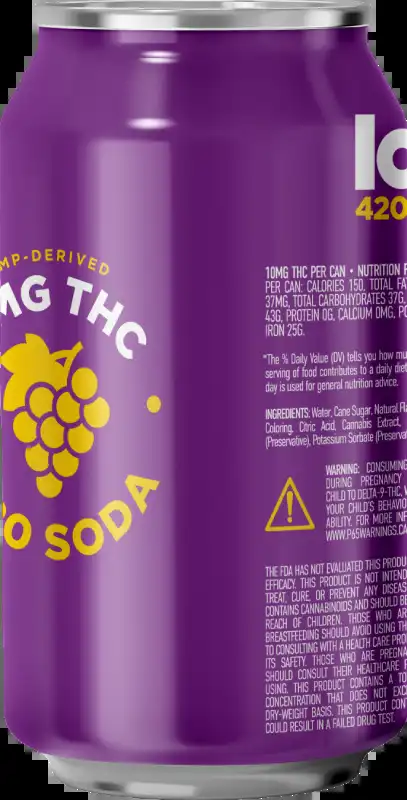 MP-DERIVED
MG THC
O SODA
lo
420
10MG THC PER CAN • NUTRITION
PER CAN: CALORIES 150, TOTAL FA
37MG, TOTAL CARBOHYDRATES 37G,
43G, PROTEIN 0G, CALCIUM 0MG, PO
IRON 25G.
*The % Daily Value (DV) tells you how mu
serving of food contributes to a daily diet
day is used for general nutrition advice.
INGREDIENTS: Water, Cane Sugar, Natural Fla
Coloring, Citric Acid, Cannabis Extract,
(Preservative), Potassium Sorbate (Preservat
WARNING: CONSUMING
DURING PREGNANCY
CHILD TO DELTA-9-THC, W
YOUR CHILD'S BEHAVIO
ABILITY. FOR MORE INF
WWW.P65WARNINGS.CA
THE FDA HAS NOT EVALUATED THIS PRODU
EFFICACY. THIS PRODUCT IS NOT INTEND
TREAT, CURE, OR PREVENT ANY DISEAS
CONTAINS CANNABINOIDS AND SHOULD BE
REACH OF CHILDREN. THOSE WHO ARE
BREASTFEEDING SHOULD AVOID USING TH
TO CONSULTING WITH A HEALTH CARE PRO
ITS SAFETY. THOSE WHO ARE PREGNA
SHOULD CONSULT THEIR HEALTHCARE P
USING. THIS PRODUCT CONTAINS A TO
CONCENTRATION THAT DOES NOT EXC
DRY-WEIGHT BASIS. THIS PRODUCT CON
COULD RESULT IN A FAILED DRUG TEST.